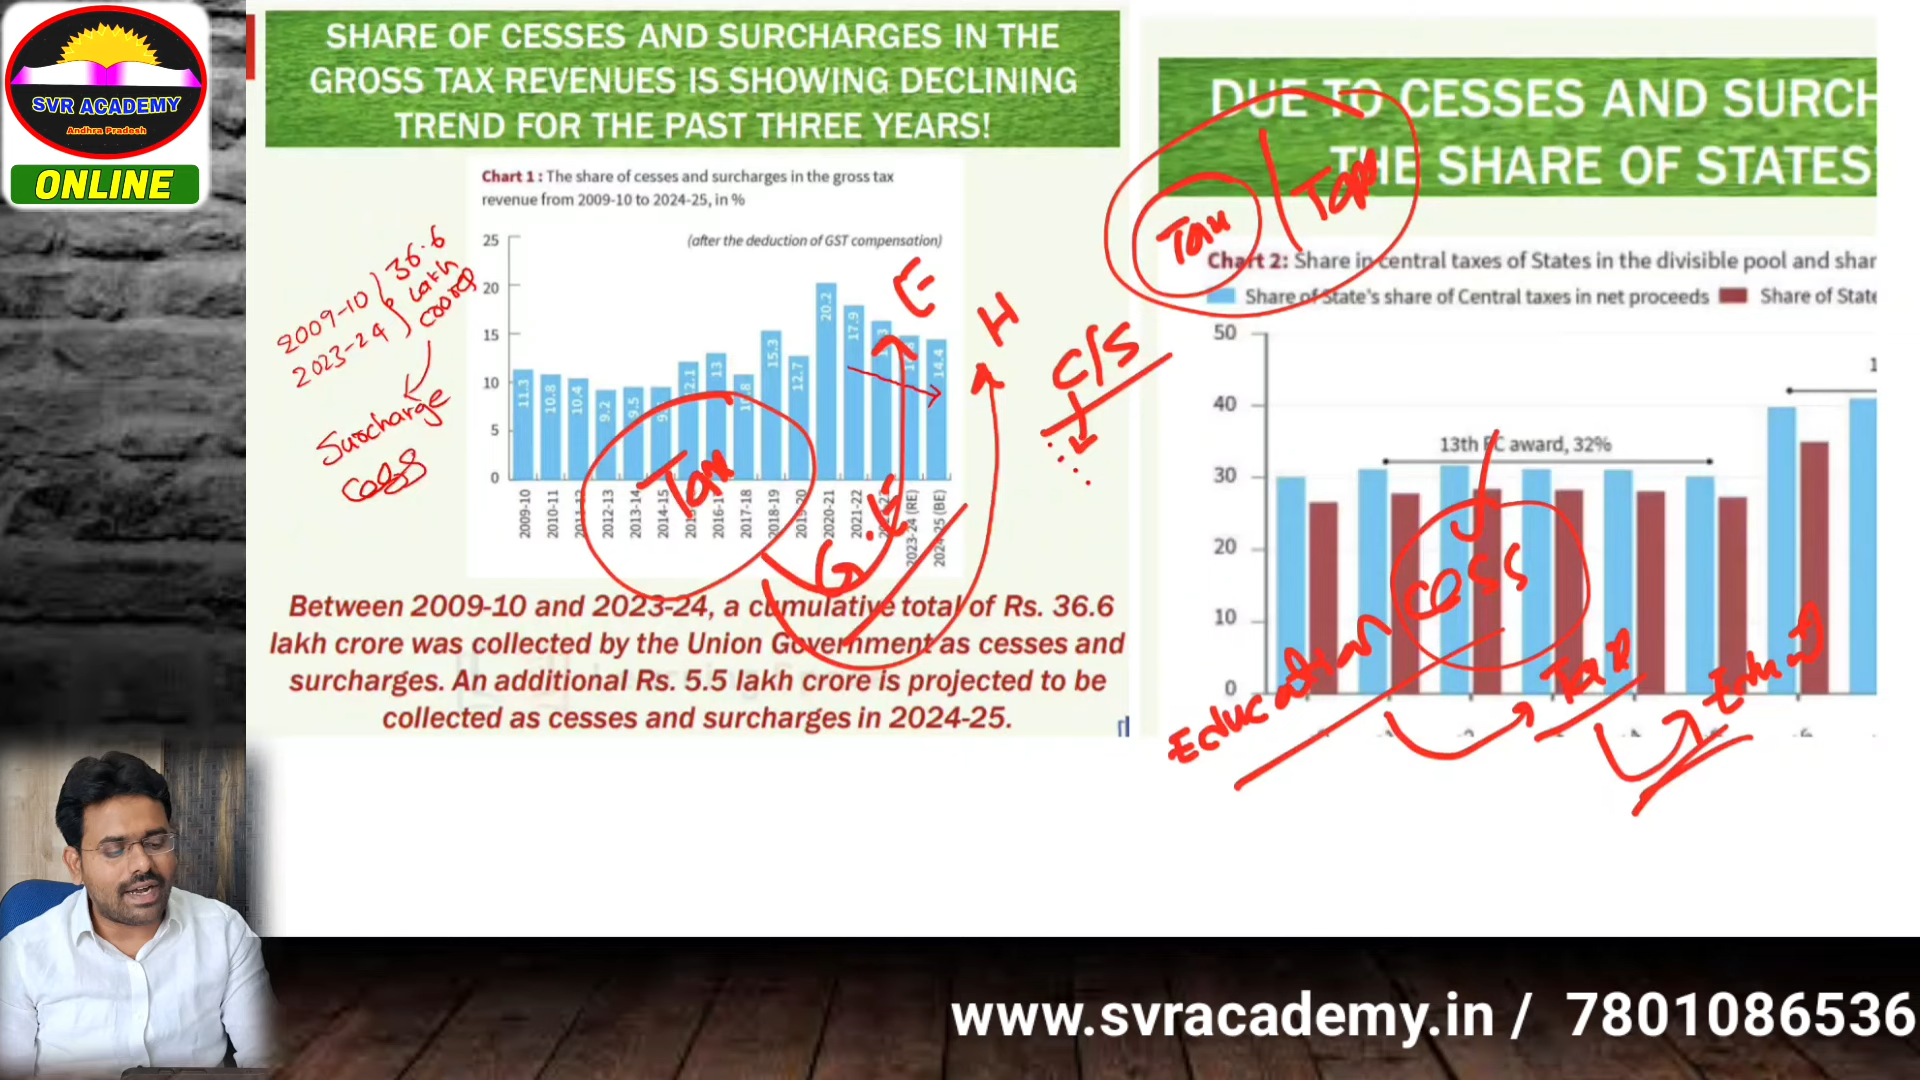 SVR ACADEMY
Andhra Pradesh
ONLINE
SHARE OF CESSES AND SURCHARGES IN THE
GROSS TAX REVENUES IS SHOWING DECLINING
TREND FOR THE PAST THREE YEARS!
Chart 1 : The share of cesses and surcharges in the gross tax
revenue from 2009-10 to 2024-25, in %
(after the deduction of GST compensation)
25
20
15
10
5
0
11.3
10.8
10.4
9.2
9.5
12.1
13
15.3
12.7
20.2
17.9
14.4
2009-10
2010-11
2011-12
2012-13
2013-14
2014-15
2016-17
2017-18
2018-19
2019-20
2020-21
2021-22
2023-24 (RE)
2024-25 (BE)
2009-10
2023-24
36.6
lakh
Surcharge
cess
Tax
G.E
E
H
C/S
Between 2009-10 and 2023-24, a cumulative total of Rs. 36.6
lakh crore was collected by the Union Government as cesses and
surcharges. An additional Rs. 5.5 lakh crore is projected to be
collected as cesses and surcharges in 2024-25.
DUE TO CESSES AND SURCH
THE SHARE OF STATES
Tax
Chart 2: Share in central taxes of States in the divisible pool and shar
Share of State's share of Central taxes in net proceeds Share of State
50
40
30
20
10
0
13th FC award, 32%
Education cess
Tax
www.svracademy.in / 7801086536